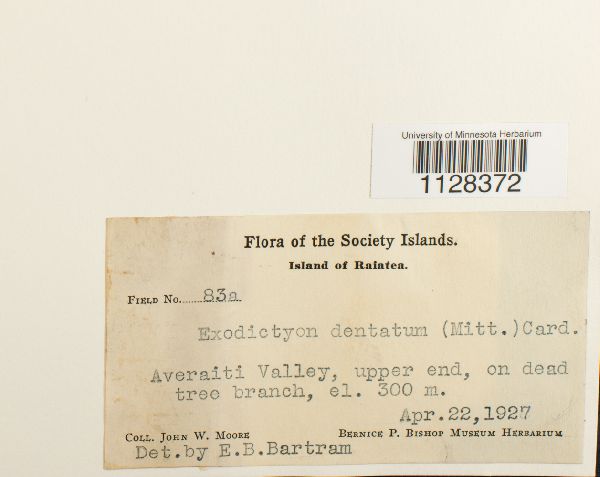 University of Minnesota Herbarium
1128372
Flora of the Society Islands.
Island of Raiatea.
FIELD No. 83a
Exodictyon dentatum (Mitt.) Card.
Averaiti Valley, upper end, on dead
tree branch, el. 300 m.
Apr. 22, 1927
COLL. JOHN W. MOORE BERNICE P. BISHOP MUSEUM HERBARIUM
Det. by E.B.Bartram